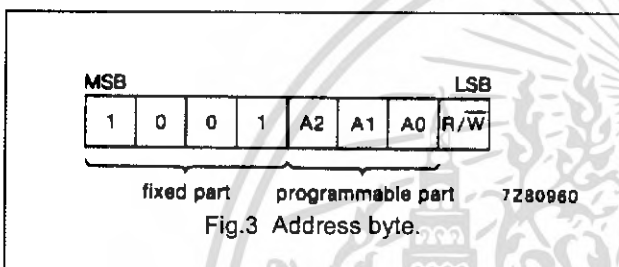 MSB LSB
1 0 0 1 A2 A1 A0 R/W̅
fixed part programmable part 7Z80960
Fig.3 Address byte.